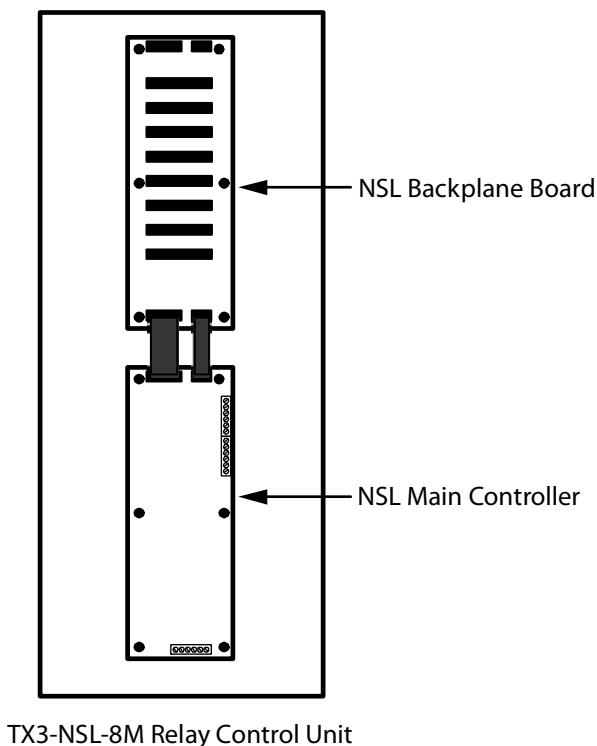 NSL Backplane Board
NSL Main Controller
TX3-NSL-8M Relay Control Unit